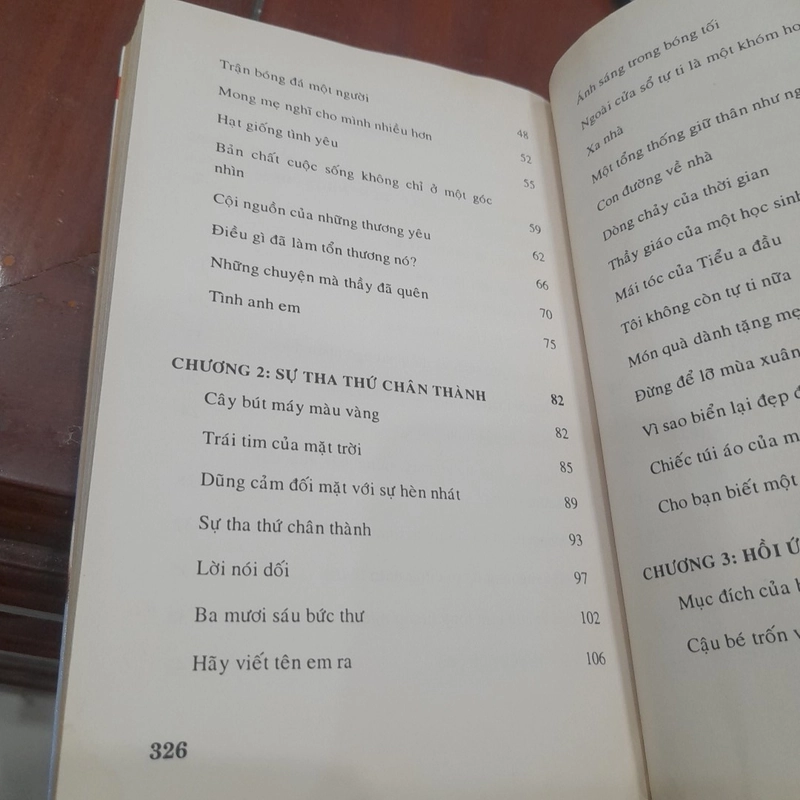 Trận bóng đá một người 48
Mong mẹ nghĩ cho mình nhiều hơn 52
Hạt giống tình yêu 55
Bản chất cuộc sống không chỉ ở một góc
nhìn 59
Cội nguồn của những thương yêu 62
Điều gì đã làm tổn thương nó? 66
Những chuyện mà thầy đã quên 70
Tình anh em 75
CHƯƠNG 2: SỰ THA THỨ CHÂN THÀNH 82
Cây bút máy màu vàng 82
Trái tim của mặt trời 85
Dũng cảm đối mặt với sự hèn nhát 89
Sự tha thứ chân thành 93
Lời nói dối 97
Ba mươi sáu bức thư 102
Hãy viết tên em ra 106
326
Ánh sáng trong bóng tối
Ngoài cửa sổ tự ti là một khóm
Xa nhà
Một tổng thống giữ thân như
Con đường về nhà
Dòng chảy của thời gian
Thầy giáo của một học sinh
Mái tóc của Tiểu a đầu
Tôi không còn tự ti nữa
Món quà dành tặng mẹ
Đừng để lỡ mùa xuân
Vì sao biển lại đẹp
Chiếc túi áo của
Cho bạn biết một
CHƯƠNG 3: HỒI
Mục đích của
Cậu bé trốn